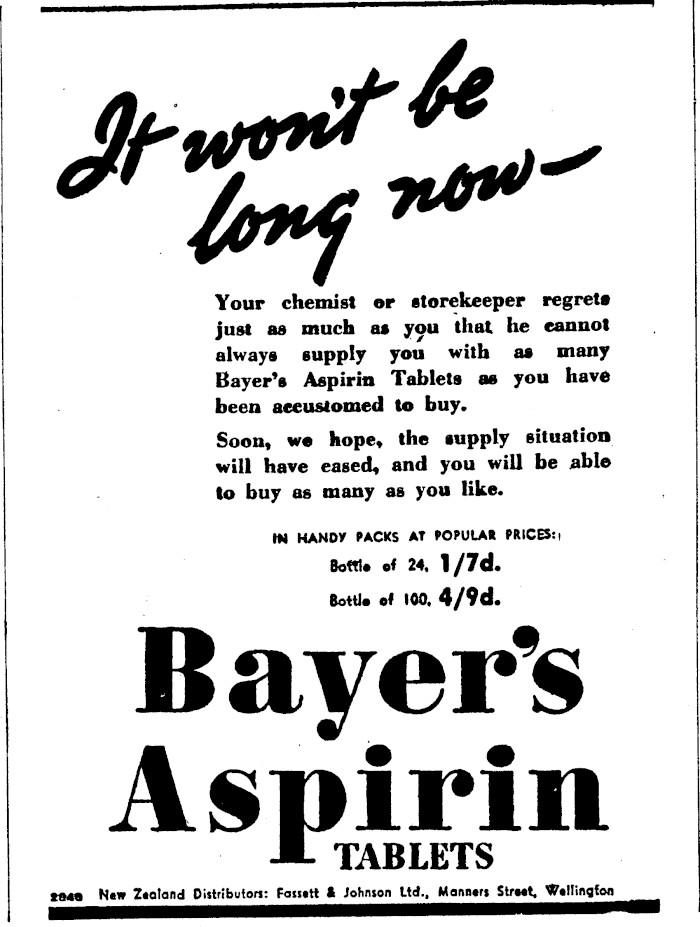 It won't be
long now—
Your chemist or storekeeper regrets
just as much as you that he cannot
always supply you with as many
Bayer's Aspirin Tablets as you have
been accustomed to buy.
Soon, we hope, the supply situation
will have eased, and you will be able
to buy as many as you like.
IN HANDY PACKS AT POPULAR PRICES:
Bottle of 24, 1/7d.
Bottle of 100, 4/9d.
Bayer's
Aspirin
TABLETS
New Zealand Distributors: Fassett & Johnson Ltd., Manners Street, Wellington